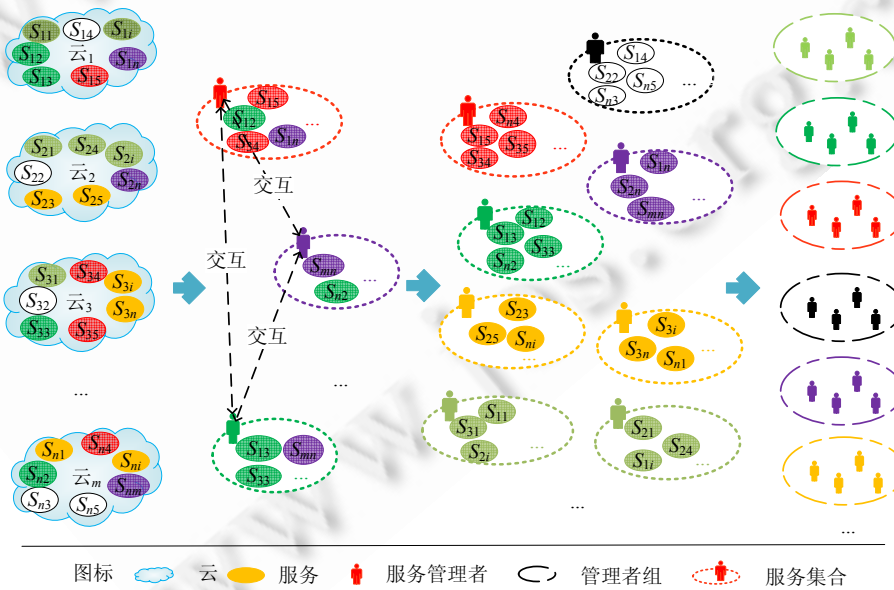 S11 S14 S1i
S12 云1 S1n
S13 S15
S21 S24 S2i
S22 云2 S2n
S23 S25
S31 S34 S3i
S32 云3 S3n
S33 S35
...
Sn1 Sn4 Sni
Sn2 云m Snm
Sn3 Sn5
S15 ...
S12
S34 S1n
交互
交互
交互
Smn ...
Sn2
...
S13 Smn
S33 ...
S14
S22 Sn5 ...
Sn3
Sn4
S15 S35 ...
S34
S1n
S2n ...
Smn
S12
S13 S33 ...
Sn2
S23
S25 Sni
...
S3i
S3n Sn1 ...
S11
S31 ...
S2i
S21
S24
S1i ...
...
...
图标 云 服务 服务管理者 管理者组 服务集合